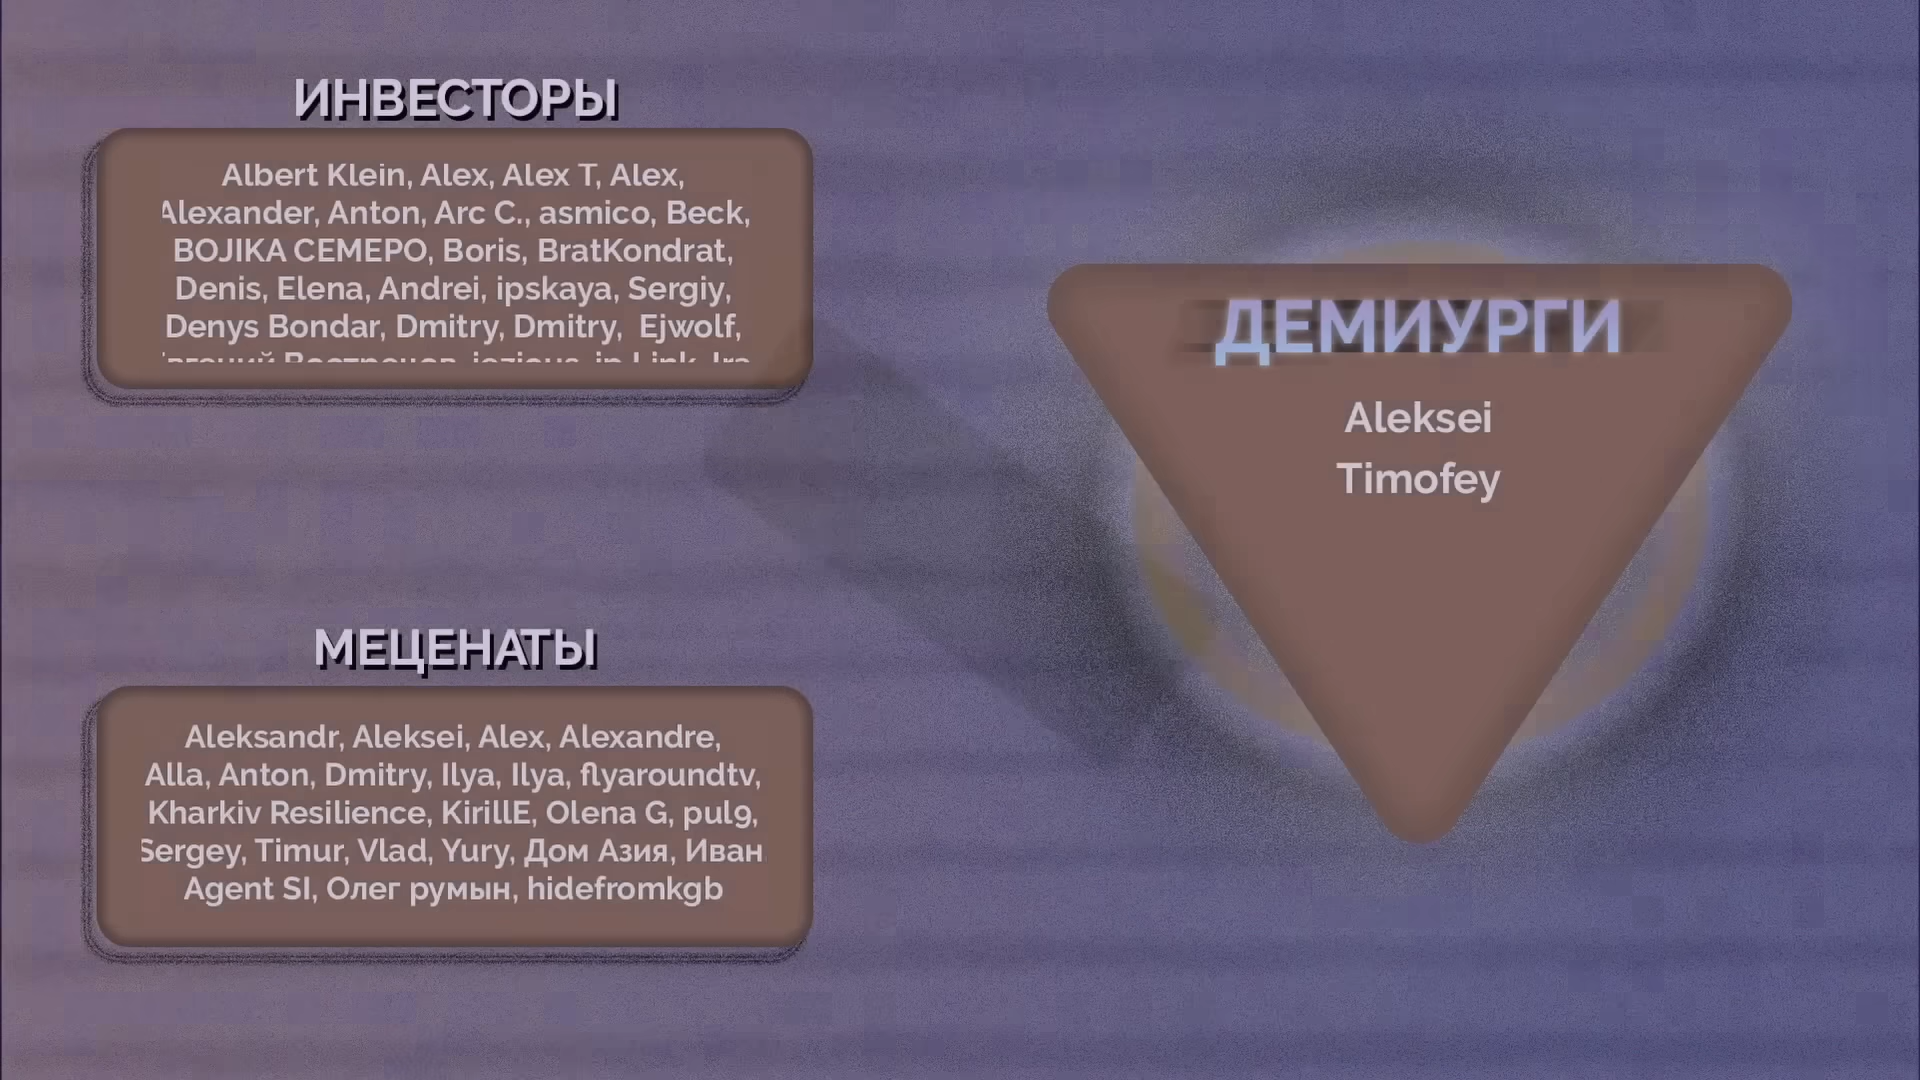 ИНВЕСТОРЫ
Albert Klein, Alex, Alex T, Alex,
Alexander, Anton, Arc C., asmico, Beck,
BOJIKA CEMEPO, Boris, BratKondrat,
Denis, Elena, Andrei, ipskaya, Sergiy,
Denys Bondar, Dmitry, Dmitry, Ejwolf,
МЕЦЕНАТЫ
Aleksandr, Aleksei, Alex, Alexandre,
Alla, Anton, Dmitry, Ilya, Ilya, flyaroundtv,
Kharkiv Resilience, KirillE, Olena G, pul9,
Sergey, Timur, Vlad, Yury, Дом Азия, Иван
Agent SI, Олег румын, hidefromkgb
ДЕМИУРГИ
Aleksei
Timofey